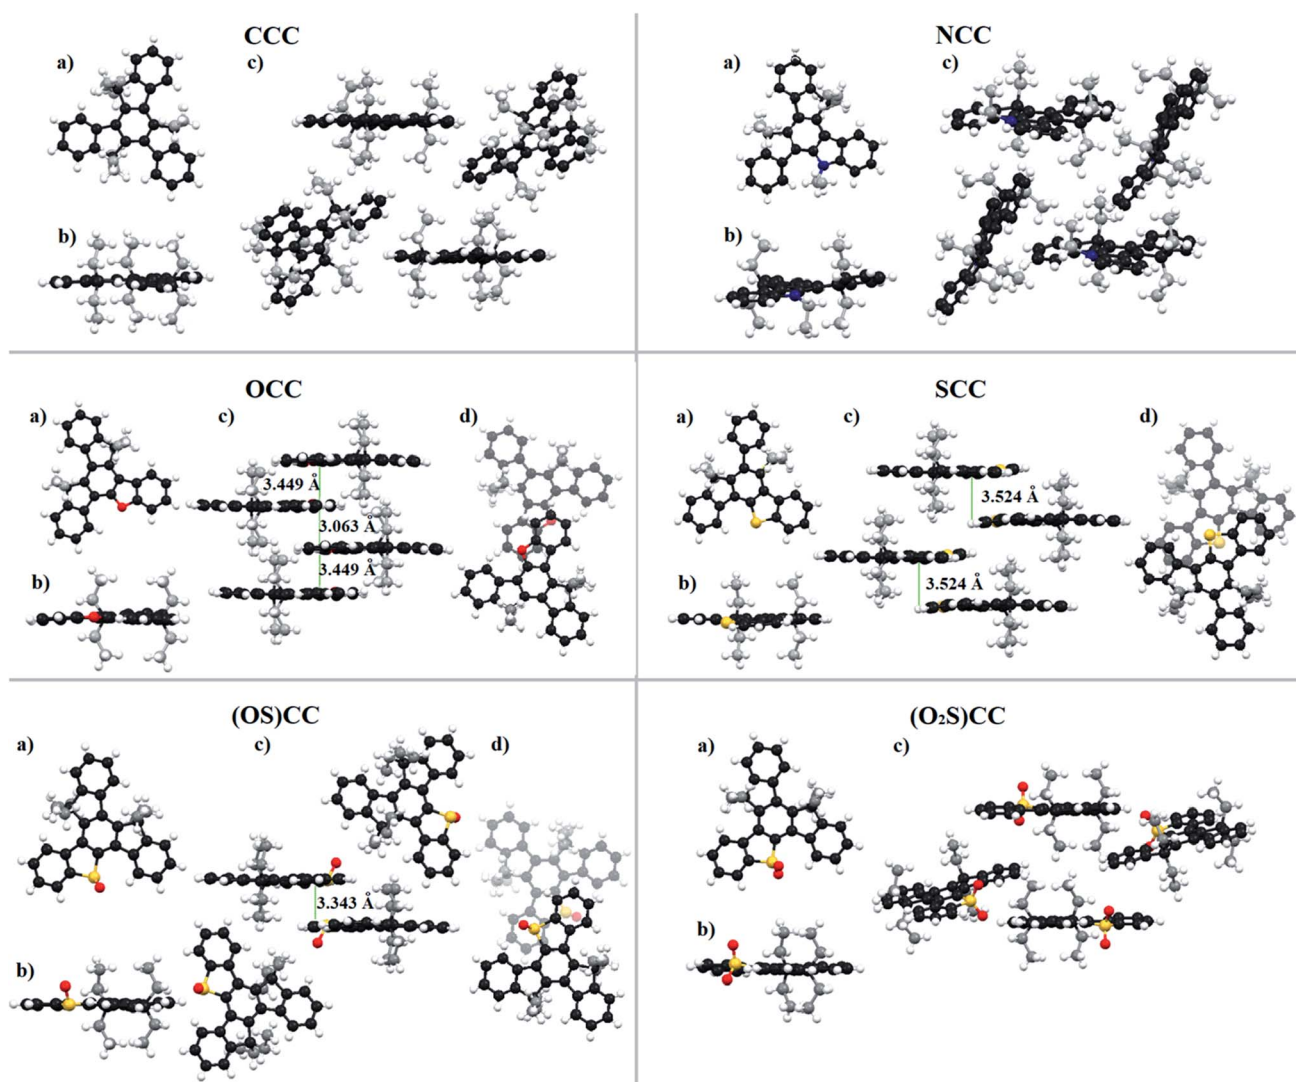 CCC
a)
c)
b)
NCC
a)
c)
b)
OCC
a)
c)
d)
3.449 Å
3.063 Å
3.449 Å
b)
SCC
a)
c)
d)
3.524 Å
3.524 Å
b)
(OS)CC
a)
c)
d)
3.343 Å
b)
(O₂S)CC
a)
c)
b)